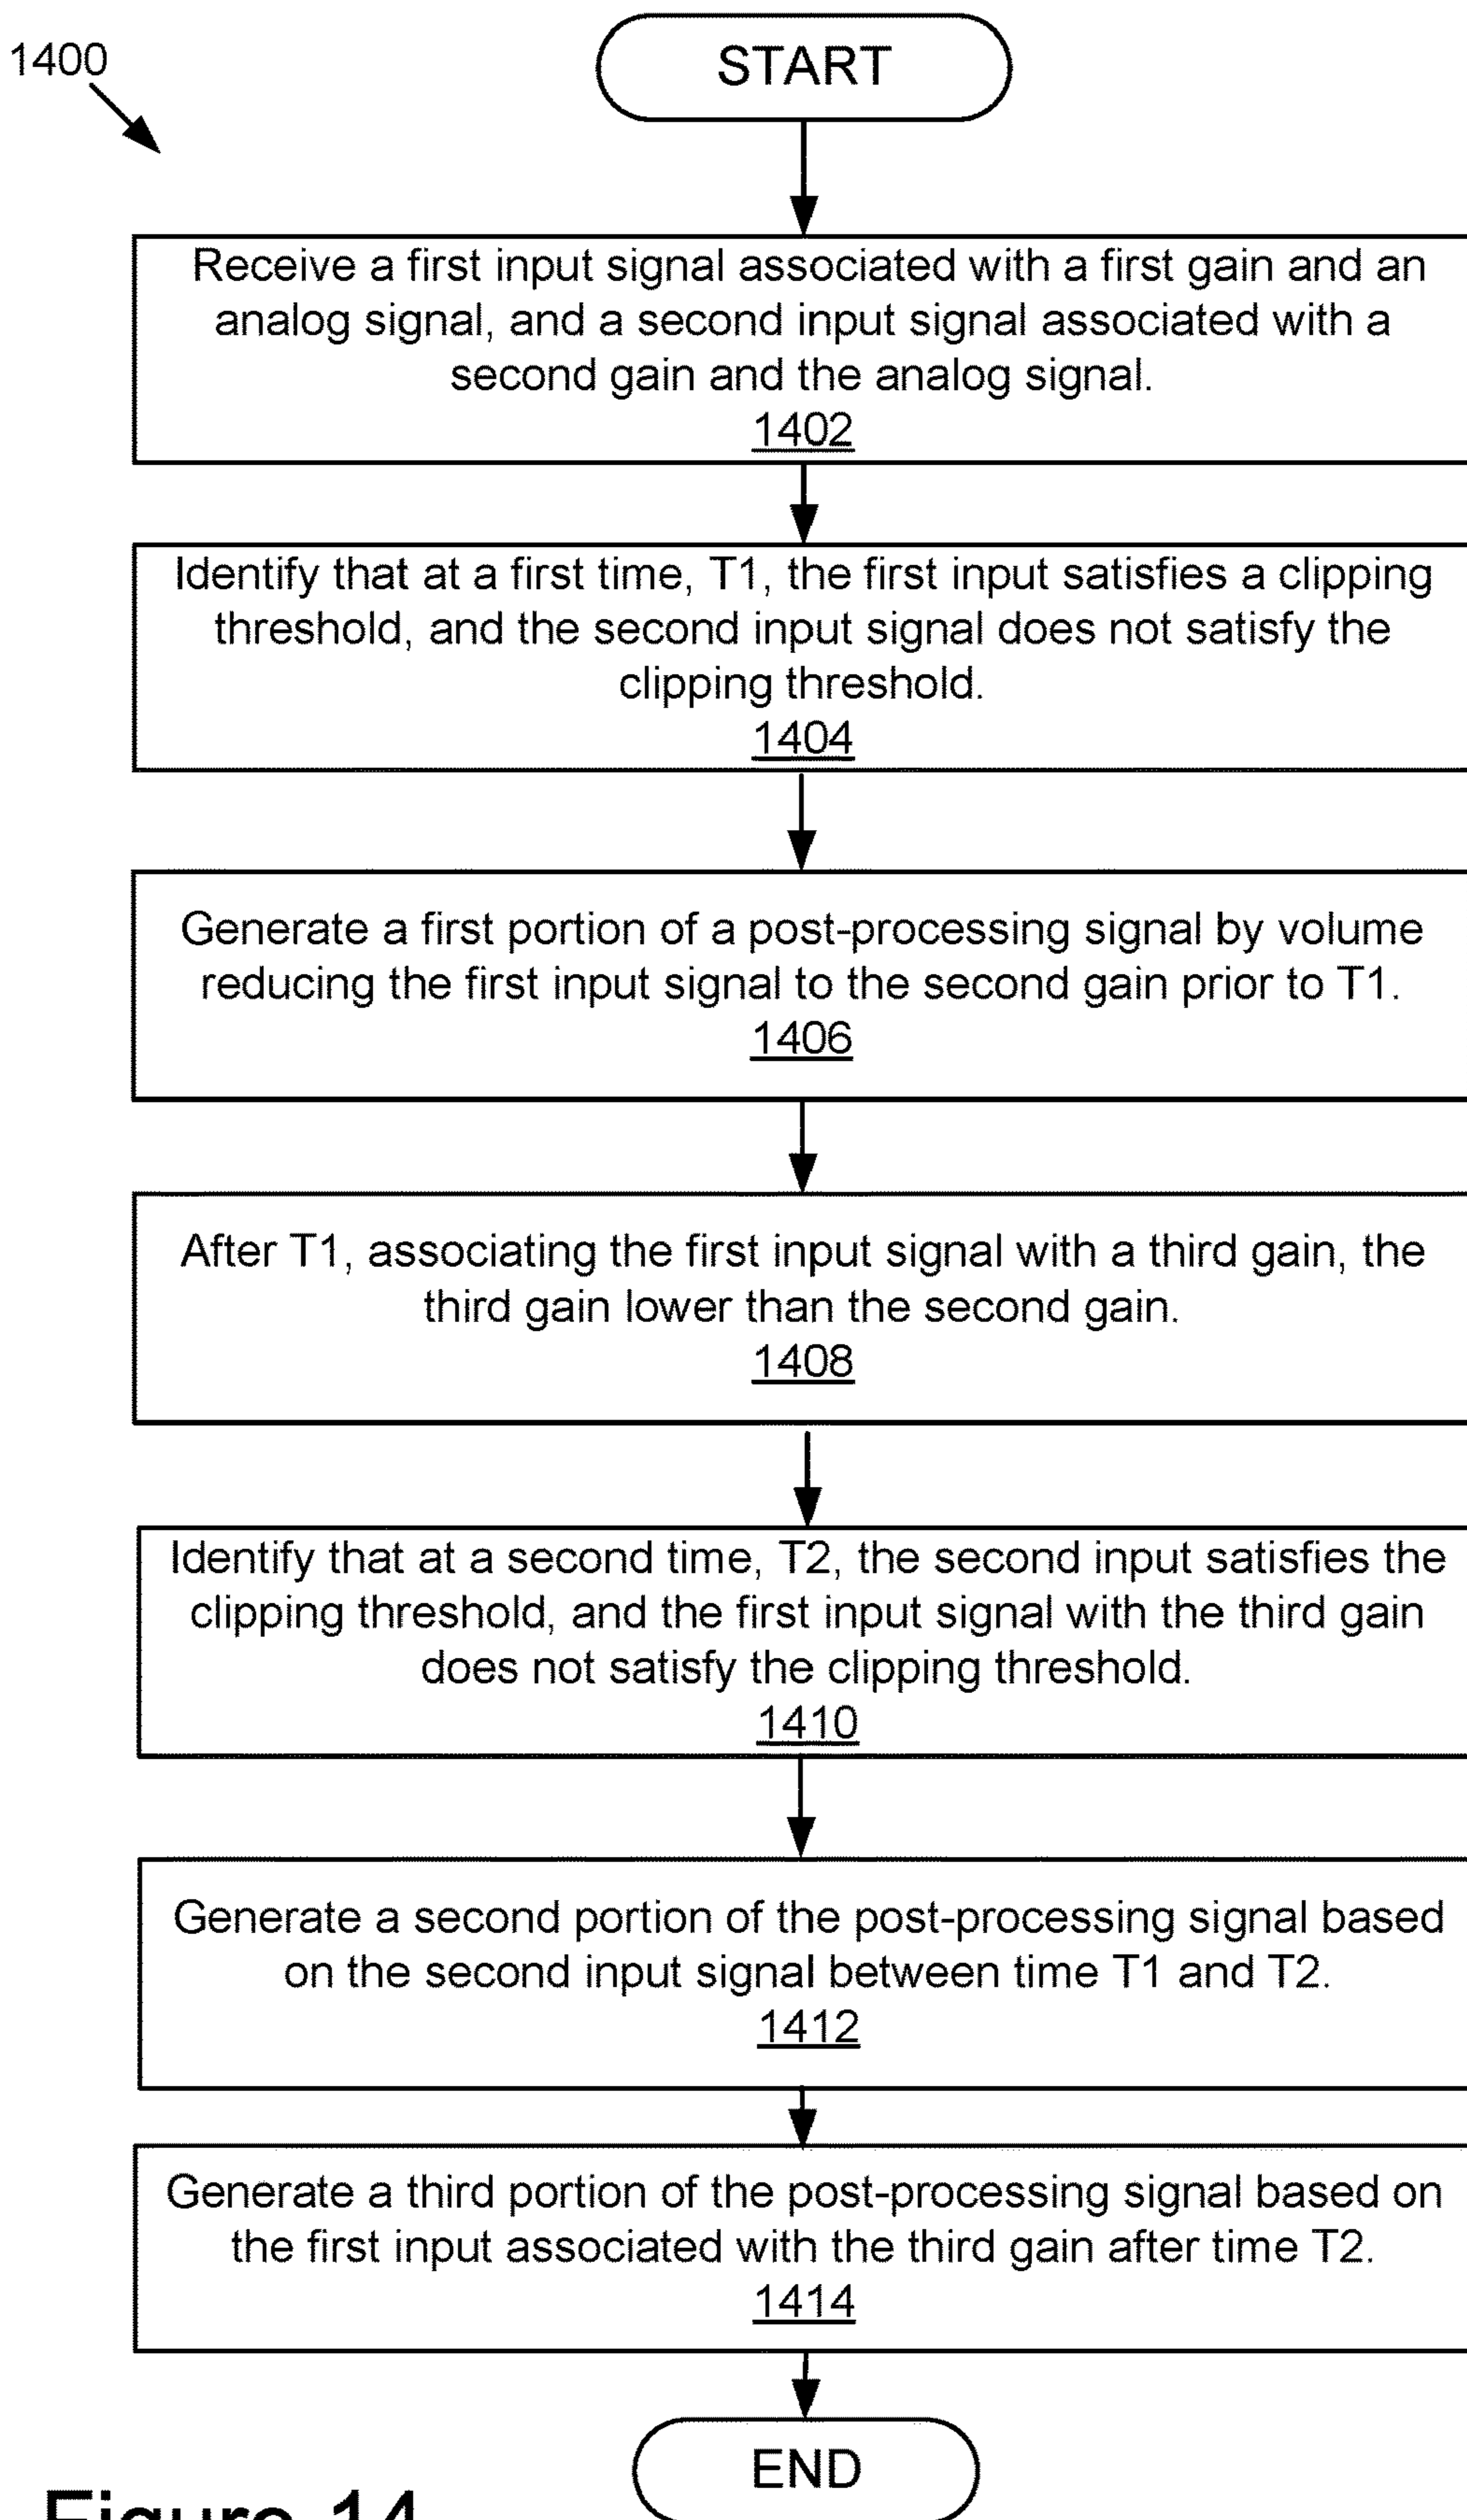 1400
START
Receive a first input signal associated with a first gain and an
analog signal, and a second input signal associated with a
second gain and the analog signal.
1402
Identify that at a first time, T1, the first input satisfies a clipping
threshold, and the second input signal does not satisfy the
clipping threshold.
1404
Generate a first portion of a post-processing signal by volume
reducing the first input signal to the second gain prior to T1.
1406
After T1, associating the first input signal with a third gain, the
third gain lower than the second gain.
1408
Identify that at a second time, T2, the second input satisfies the
clipping threshold, and the first input signal with the third gain
does not satisfy the clipping threshold.
1410
Generate a second portion of the post-processing signal based
on the second input signal between time T1 and T2.
1412
Generate a third portion of the post-processing signal based on
the first input associated with the third gain after time T2.
1414
END
Figure 14